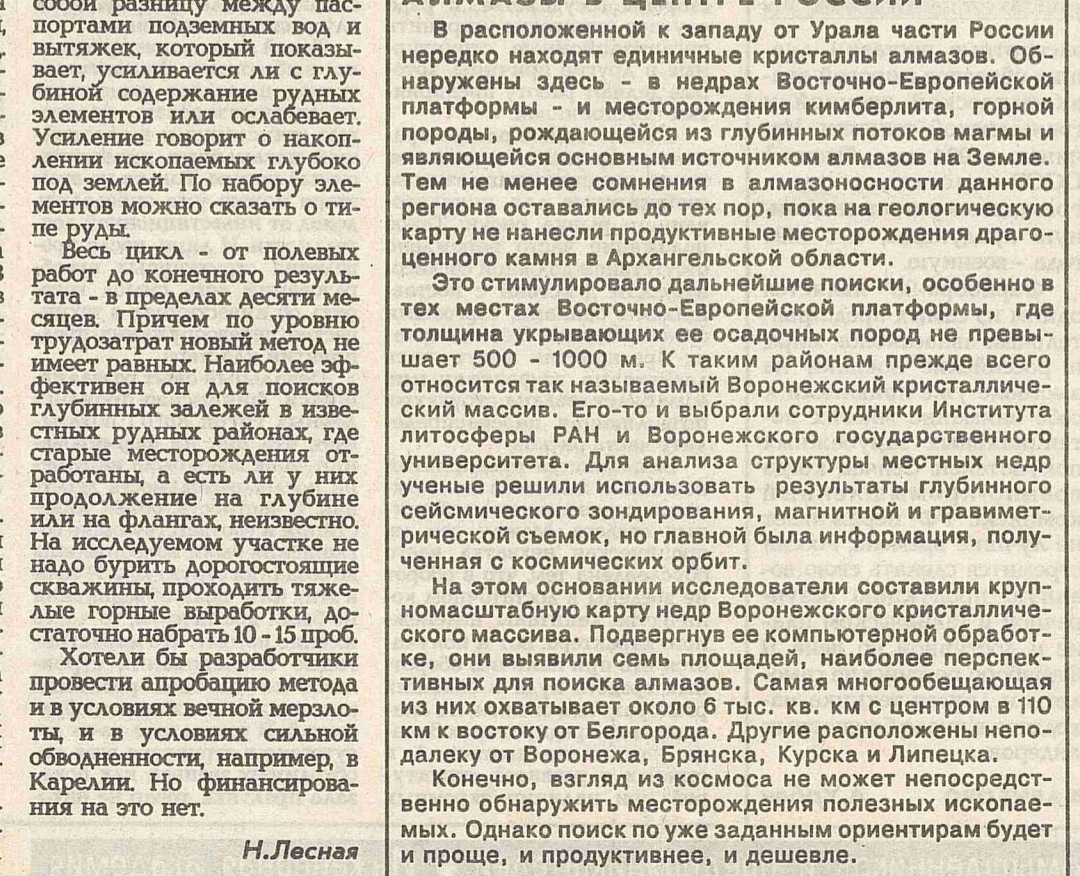 собой разницу между пас-
портами подземных вод и
вытяжек, который показы-
вает, усиливается ли с глу-
биной содержание рудных
элементов или ослабевает.
Усиление говорит о накоп-
лении ископаемых глубоко
под землей. По набору эле-
ментов можно сказать о ти-
пе руды.
Весь цикл - от полевых
работ до конечного резуль-
тата - в пределах десяти ме-
сяцев. Причем по уровню
трудозатрат новый метод не
имеет равных. Наиболее эф-
фективен он для поисков
глубинных залежей в изве-
стных рудных районах, где
старые месторождения от-
работаны, а есть ли у них
продолжение на глубине
или на флангах, неизвестно.
На исследуемом участке не
надо бурить дорогостоящие
скважины, проходить тяже-
лые горные выработки, до-
статочно набрать 10 - 15 проб.
Хотели бы разработчики
провести апробацию метода
и в условиях вечной мерзло-
ты, и в условиях сильной
обводненности, например, в
Карелии. Но финансирова-
ния на это нет.
Н.Лесная
АЛМАЗЫ В ЦЕНТРЕ РОССИИ
В расположенной к западу от Урала части России
нередко находят единичные кристаллы алмазов. Об-
наружены здесь - в недрах Восточно-Европейской
платформы - и месторождения кимберлита, горной
породы, рождающейся из глубинных потоков магмы и
являющейся основным источником алмазов на Земле.
Тем не менее сомнения в алмазоносности данного
региона оставались до тех пор, пока на геологическую
карту не нанесли продуктивные месторождения драго-
ценного камня в Архангельской области.
Это стимулировало дальнейшие поиски, особенно в
тех местах Восточно-Европейской платформы, где
толщина укрывающих ее осадочных пород не превы-
шает 500 - 1000 м. К таким районам прежде всего
относится так называемый Воронежский кристалличе-
ский массив. Его-то и выбрали сотрудники Института
литосферы РАН и Воронежского государственного
университета. Для анализа структуры местных недр
ученые решили использовать результаты глубинного
сейсмического зондирования, магнитной и гравимет-
рической съемок, но главной была информация, полу-
ченная с космических орбит.
На этом основании исследователи составили круп-
номасштабную карту недр Воронежского кристалличе-
ского массива. Подвергнув ее компьютерной обработ-
ке, они выявили семь площадей, наиболее перспек-
тивных для поиска алмазов. Самая многообещающая
из них охватывает около 6 тыс. кв. км с центром в 110
км к востоку от Белгорода. Другие расположены непо-
далеку от Воронежа, Брянска, Курска и Липецка.
Конечно, взгляд из космоса не может непосредст-
венно обнаружить месторождения полезных ископае-
мых. Однако поиск по уже заданным ориентирам будет
и проще, и продуктивнее, и дешевле.